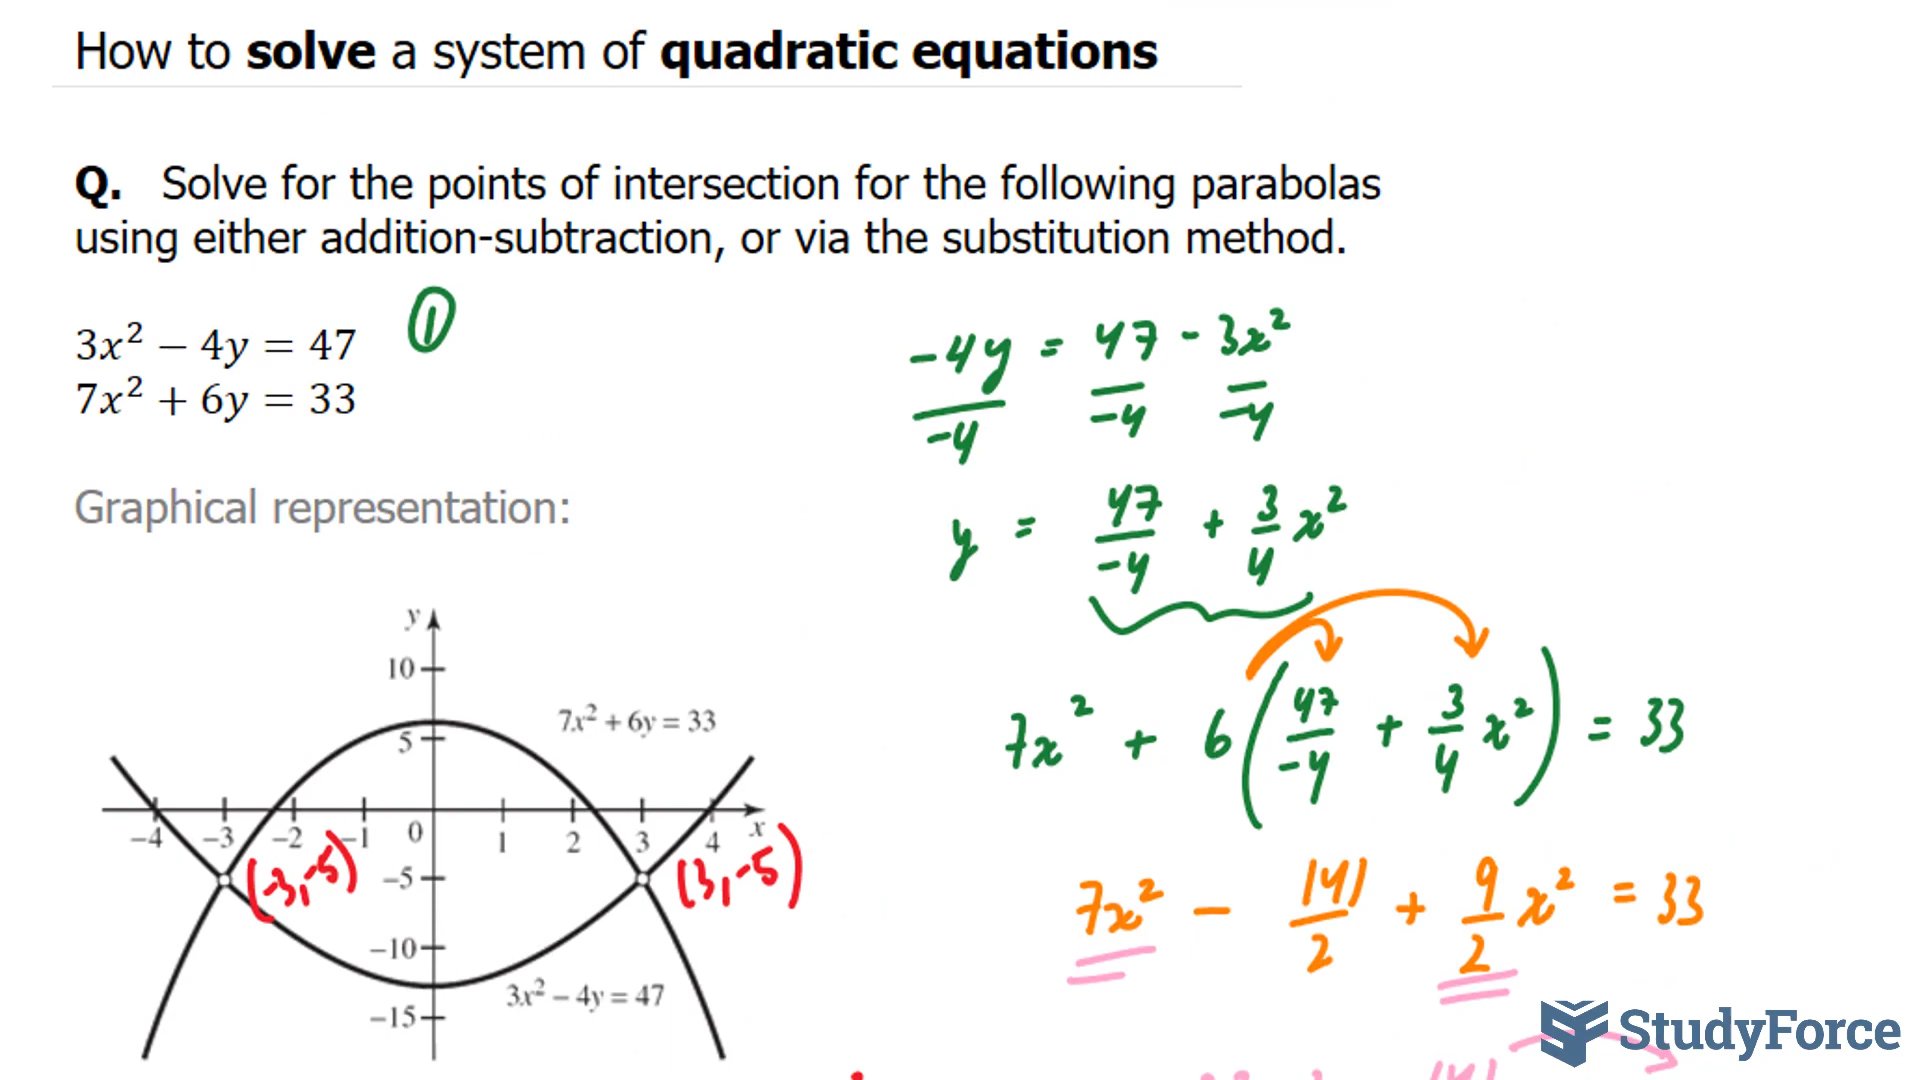 How to solve a system of quadratic equations
Q. Solve for the points of intersection for the following parabolas
using either addition-subtraction, or via the substitution method.
3x² − 4y = 47 ①
7x² + 6y = 33
Graphical representation:
y
10
5
7x² + 6y = 33
−4 −3 −2 −1 0 1 2 3 4 x
(-3,-5) (3,-5)
−5
−10
3x² − 4y = 47
−15
-4y/-4 = 47/-4 - 3x²/-4
y = 47/-4 + 3/4 x²
7x² + 6(47/-4 + 3/4 x²) = 33
7x² − 141/2 + 9/2 x² = 33
StudyForce